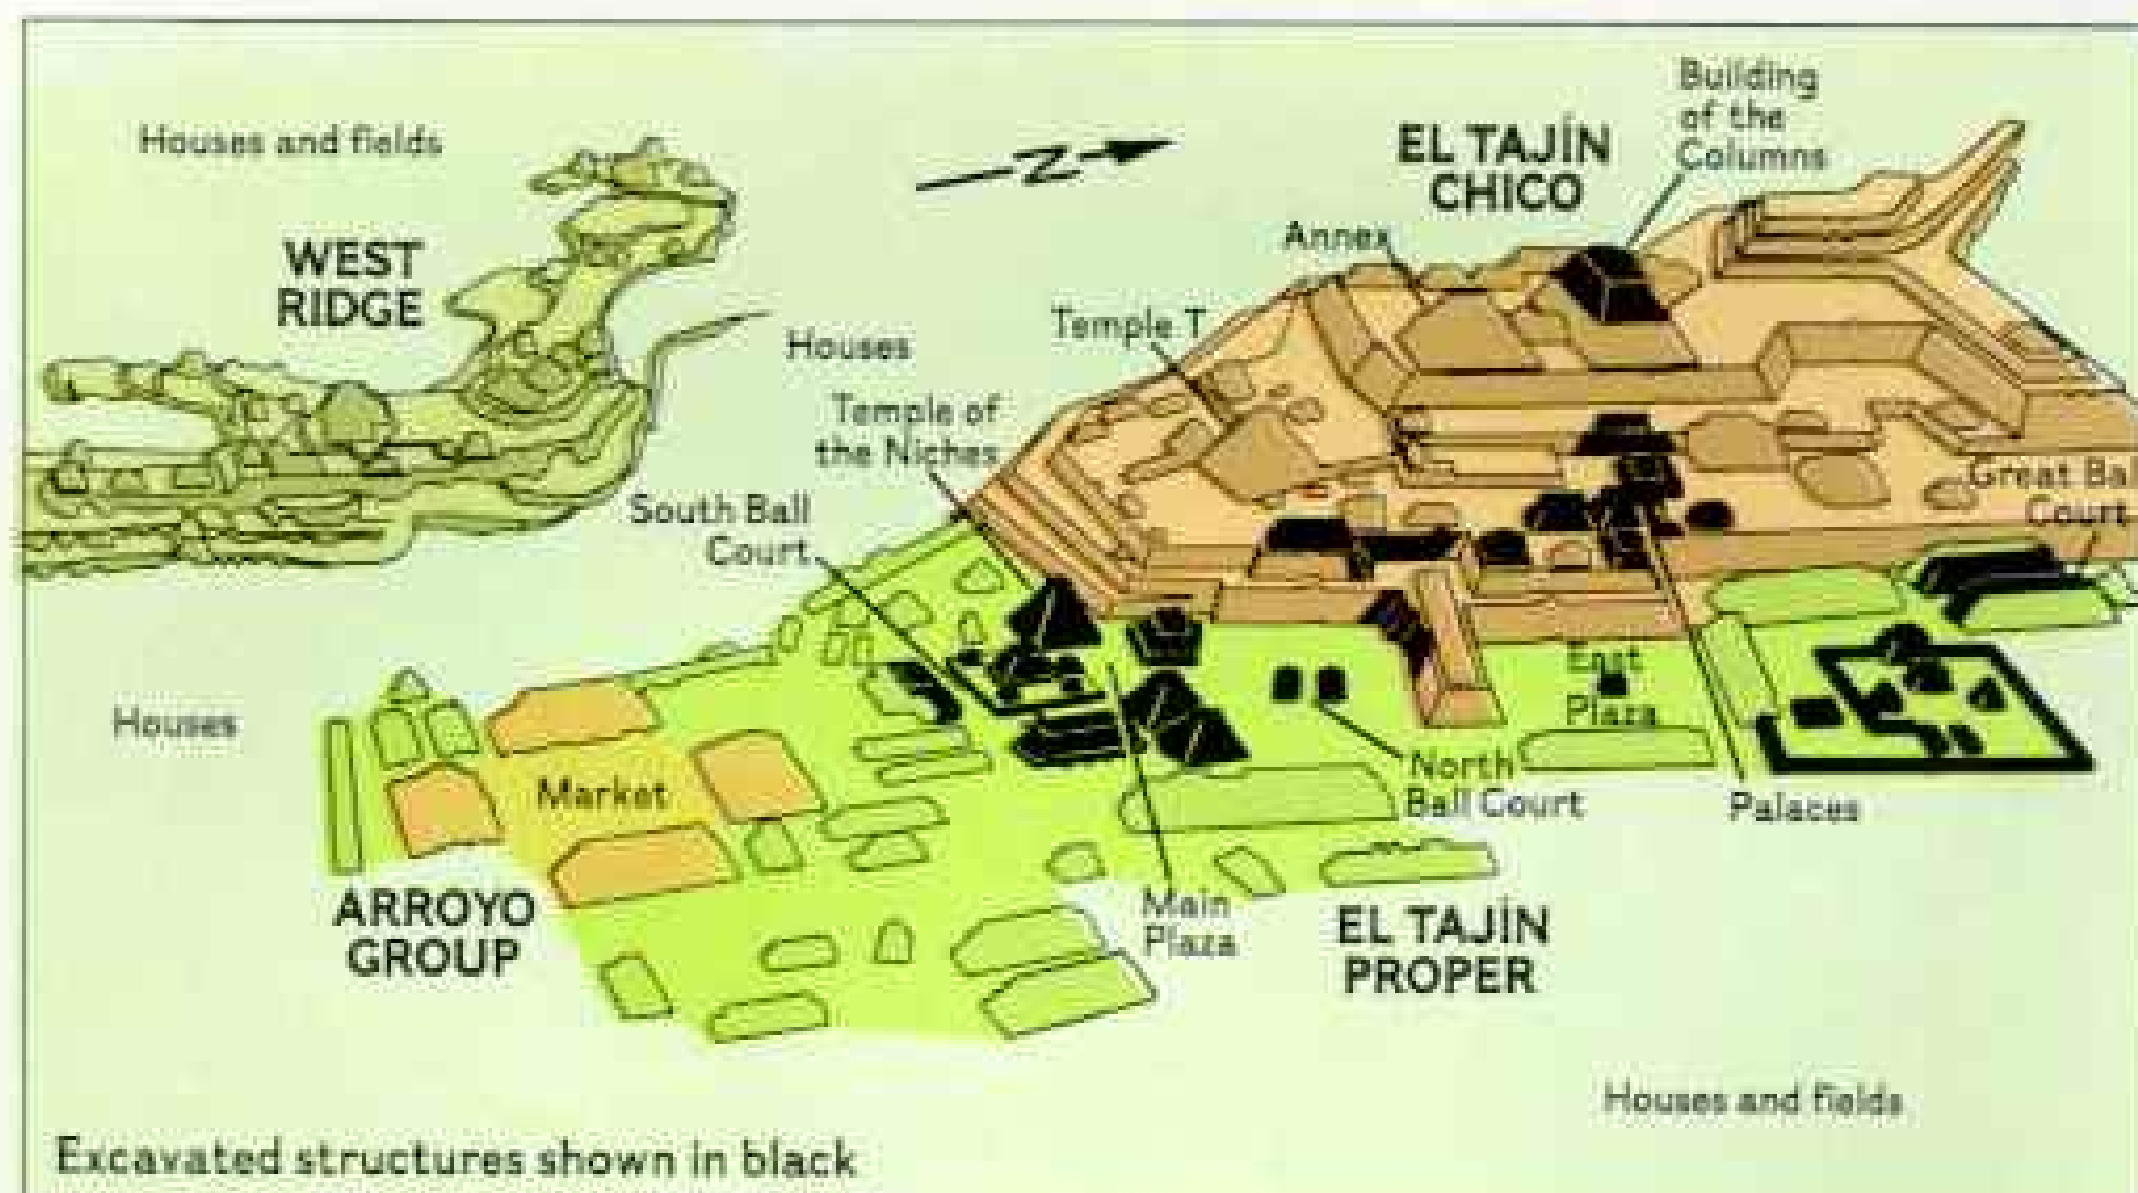 Building
of the
Columns
EL TAJÍN
CHICO
Houses and fields
N
WEST
RIDGE
Annex
Temple T
Houses
Temple of
the Niches
South Ball
Court
Great Bal
Court
East
Plaza
Houses
Market
North
Ball Court
Palaces
ARROYO
GROUP
Main
Plaza
EL TAJÍN
PROPER
Houses and fields
Excavated structures shown in black